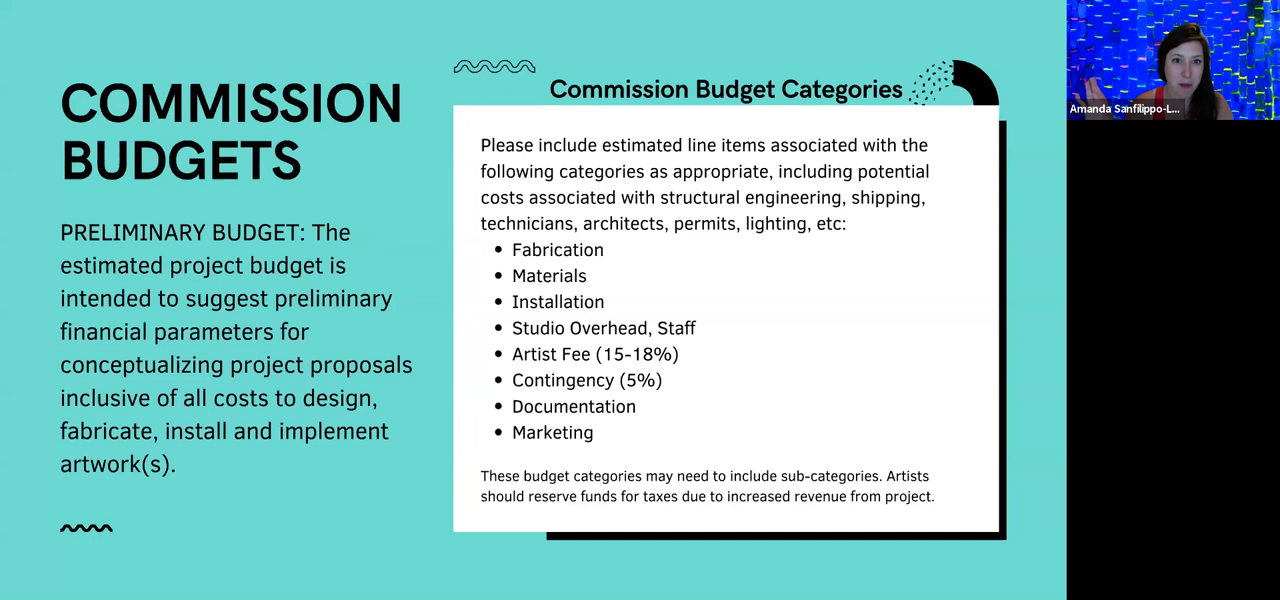 COMMISSION
BUDGETS
PRELIMINARY BUDGET: The
estimated project budget is
intended to suggest preliminary
financial parameters for
conceptualizing project proposals
inclusive of all costs to design,
fabricate, install and implement
artwork(s).
Commission Budget Categories
Please include estimated line items associated with the
following categories as appropriate, including potential
costs associated with structural engineering, shipping,
technicians, architects, permits, lighting, etc:
• Fabrication
• Materials
• Installation
• Studio Overhead, Staff
• Artist Fee (15-18%)
• Contingency (5%)
• Documentation
• Marketing
These budget categories may need to include sub-categories. Artists
should reserve funds for taxes due to increased revenue from project.
Amanda Sanfilippo-L...